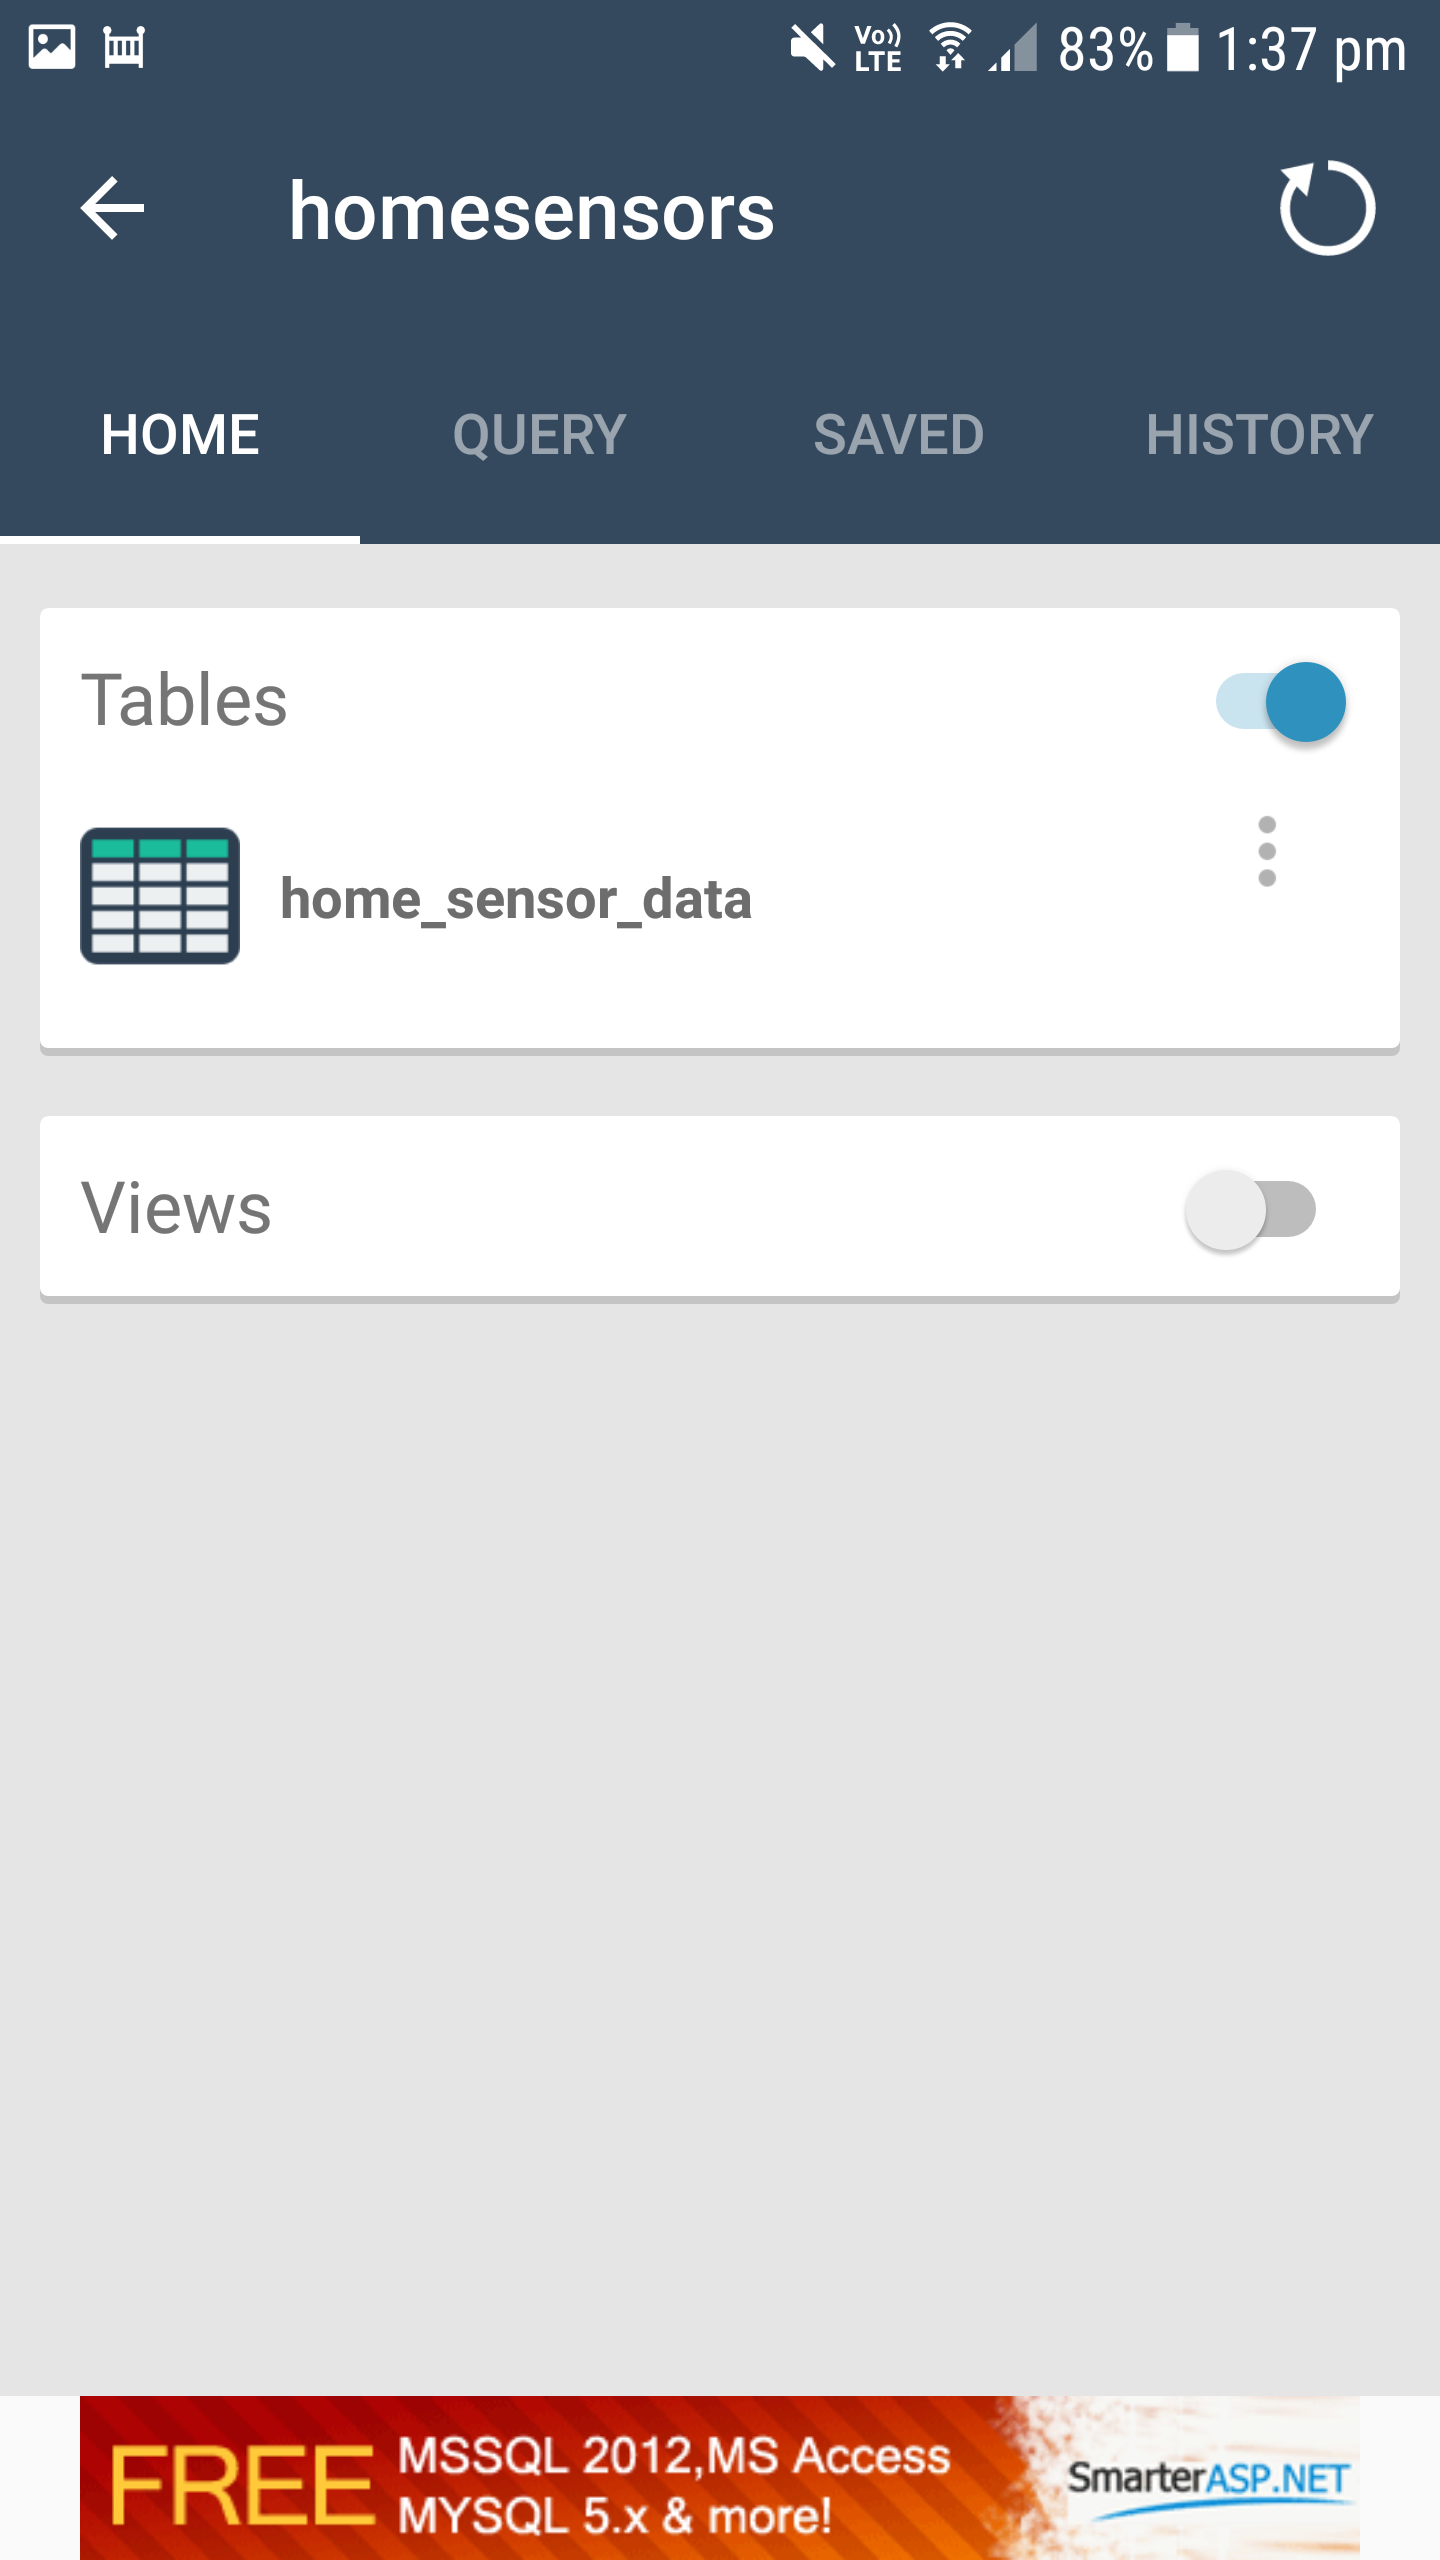 Vo)) LTE 83% 1:37 pm
homesensors
HOME QUERY SAVED HISTORY
Tables
home_sensor_data
Views
FREE MSSQL 2012,MS Access
MYSQL 5.x & more!
SmarterASP.NET